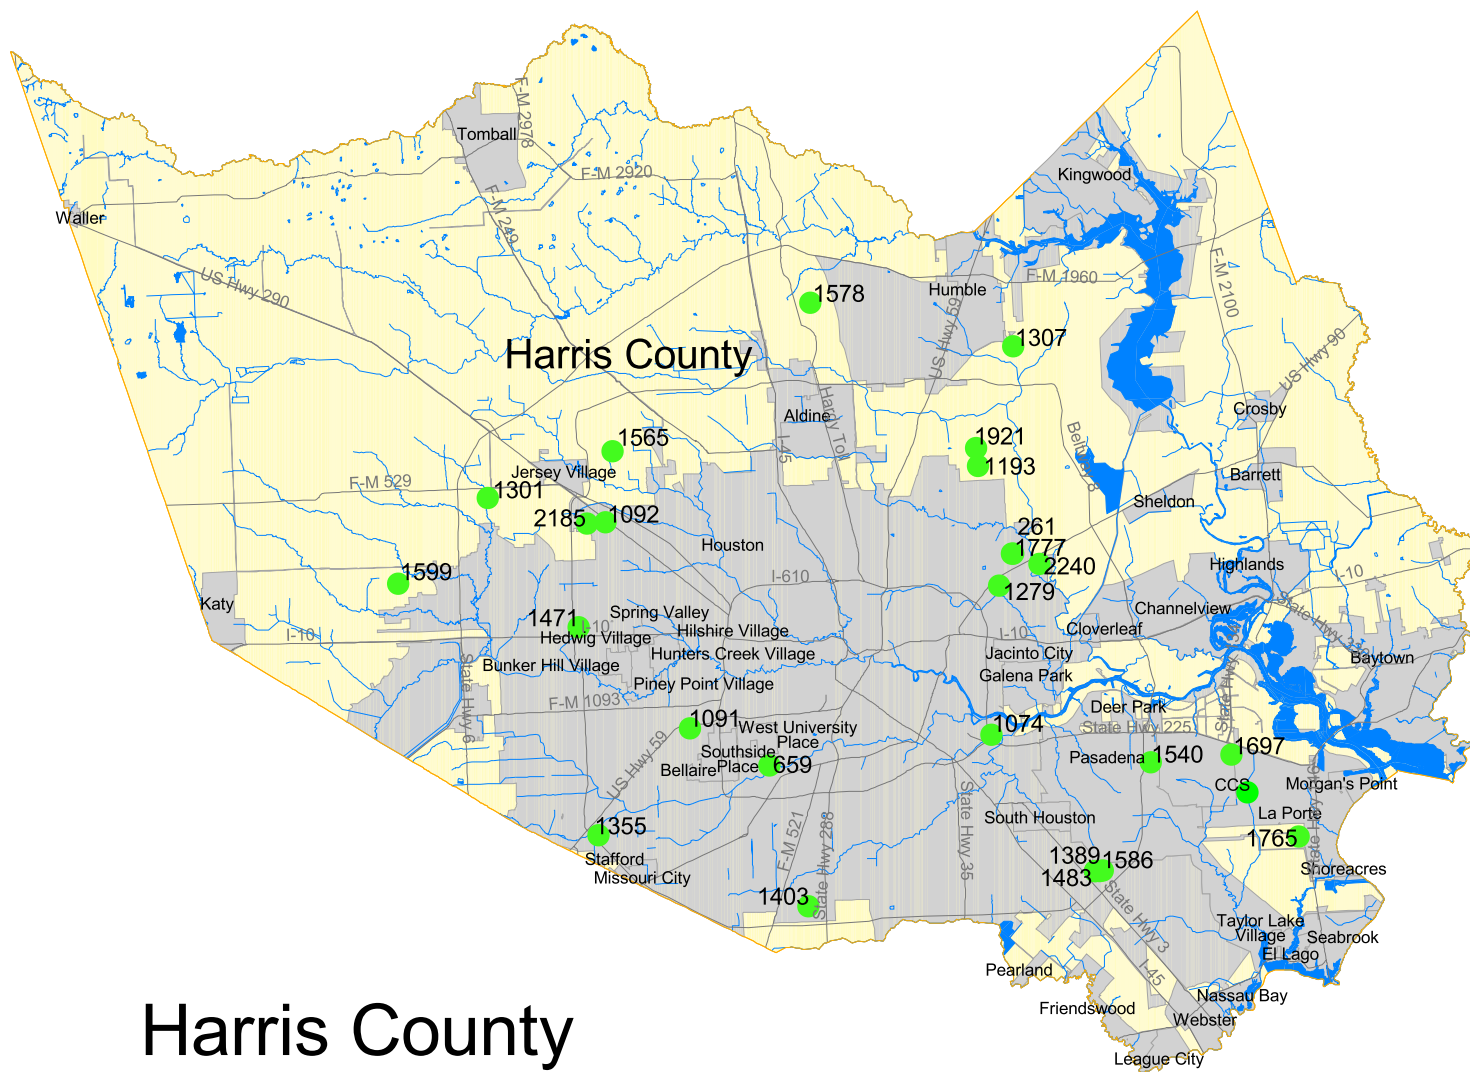 Kingwood
Tomball
F-M 2978
F-M 2920
Waller
F-M 249
US Hwy 290
F-M 1960
F-M 2100
Humble
1578
US Hwy 59
1307
Harris County
US Hwy 90
Crosby
Aldine
Hardy Toll
I-45
1565
1921
1193
Jersey Village
F-M 529
1301
Barrett
Sheldon
2185
1092
261
1777
2240
Houston
Highlands
I-10
1599
I-610
1279
Katy
Channelview
Spring Valley
1471
I-10
Hilshire Village
Cloverleaf
I-10
I-10
Hedwig Village
Hunters Creek Village
Jacinto City
Baytown
Bunker Hill Village
State Hwy 6
Galena Park
Piney Point Village
F-M 1093
Deer Park
1091
West University
Place
1074
State Hwy 225
Southside
Place
Bellaire
659
US Hwy 59
Pasadena
1540
1697
CCS
Morgan's Point
La Porte
South Houston
State Hwy 35
1355
F-M 521
State Hwy 288
1765
Stafford
1389
1586
1483
Shoreacres
Missouri City
1403
State Hwy 3
Taylor Lake
Village
Seabrook
El Lago
Pearland
I-45
Nassau Bay
Friendswood
Webster
League City
Harris County